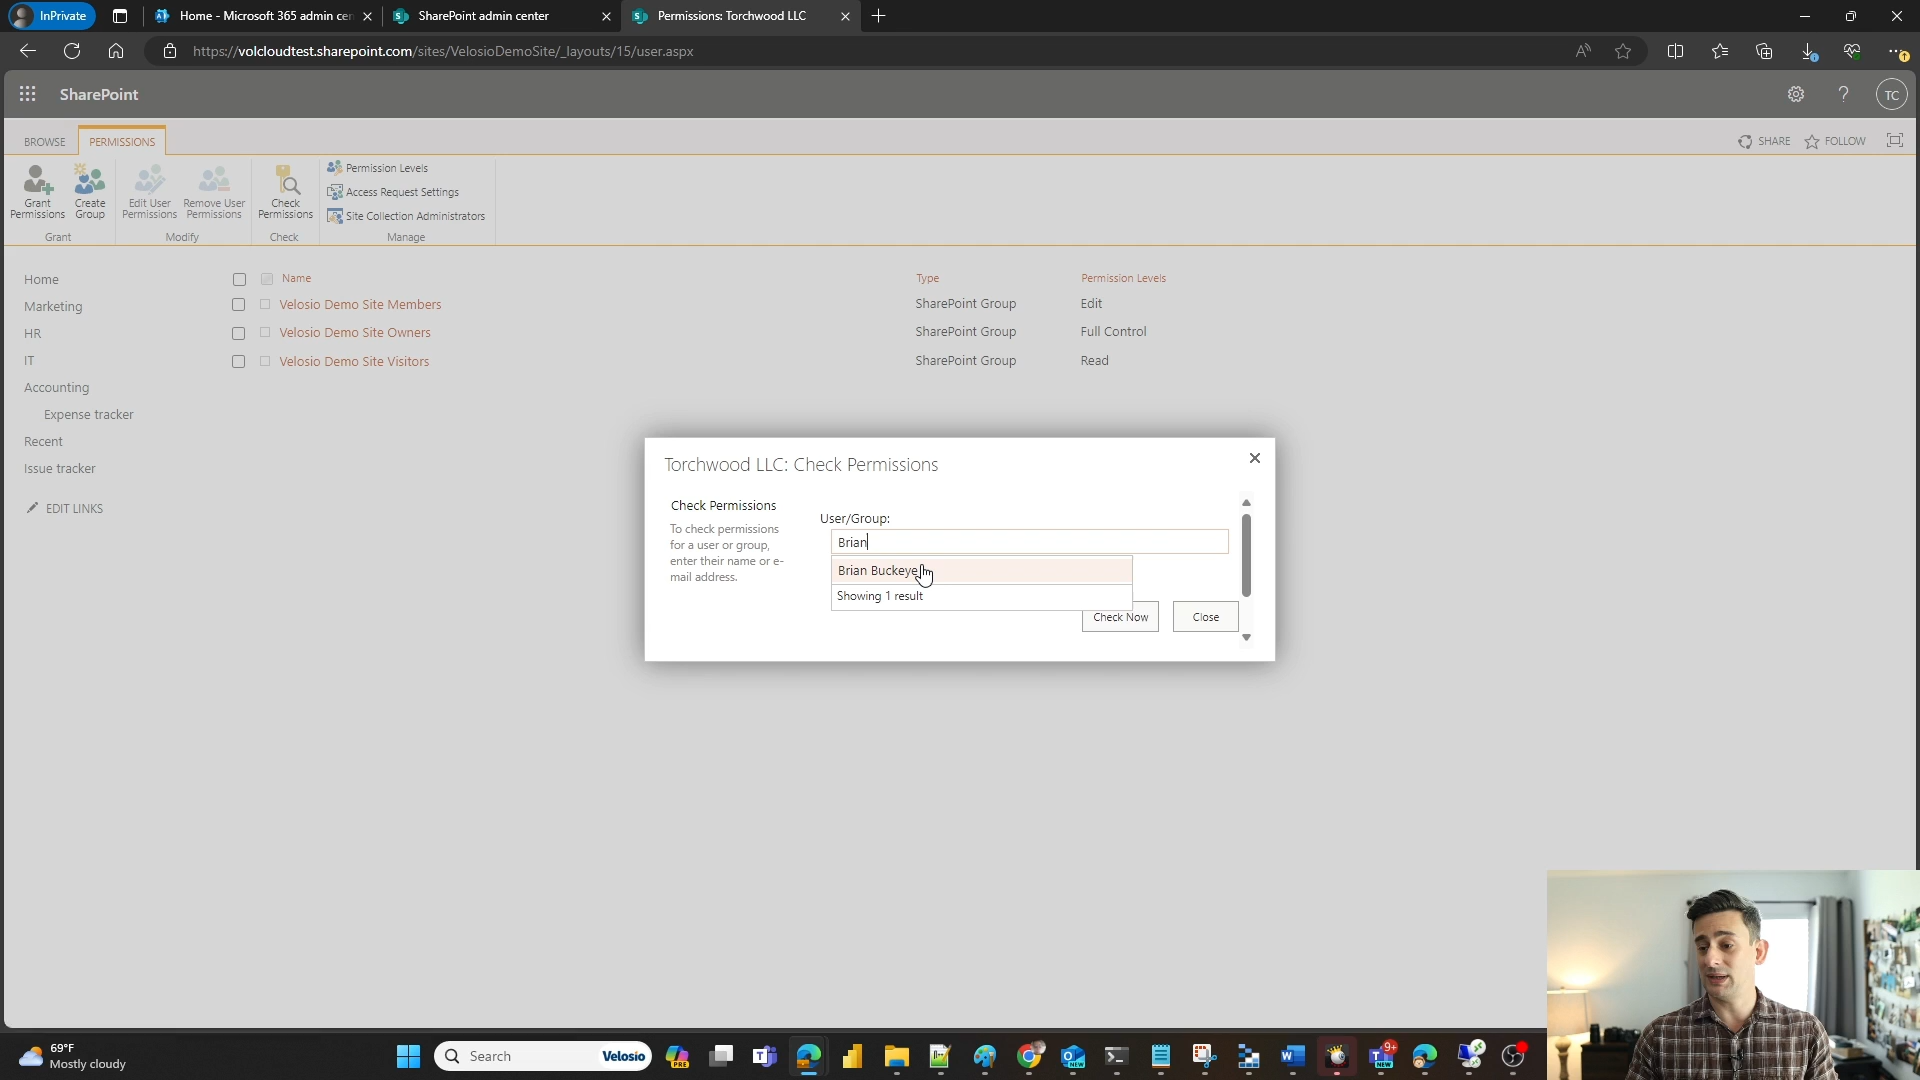 InPrivate
Home - Microsoft 365 admin cen
SharePoint admin center
Permissions: Torchwood LLC
https://volcloudtest.sharepoint.com/sites/VelosioDemoSite/_layouts/15/user.aspx
SharePoint
TC
BROWSE
PERMISSIONS
SHARE
FOLLOW
Grant Permissions
Create Group
Edit User Permissions
Remove User Permissions
Check Permissions
Permission Levels
Access Request Settings
Site Collection Administrators
Grant
Modify
Check
Manage
Home
Marketing
HR
IT
Accounting
Expense tracker
Recent
Issue tracker
EDIT LINKS
Name Type Permission Levels
Velosio Demo Site Members SharePoint Group Edit
Velosio Demo Site Owners SharePoint Group Full Control
Velosio Demo Site Visitors SharePoint Group Read
Torchwood LLC: Check Permissions
Check Permissions
To check permissions
for a user or group,
enter their name or e-
mail address.
User/Group:
Brian
Brian Buckeye
Showing 1 result
Check Now
Close
69°F
Mostly cloudy
Search
Velosio
PRE
NEW
9+
NEW